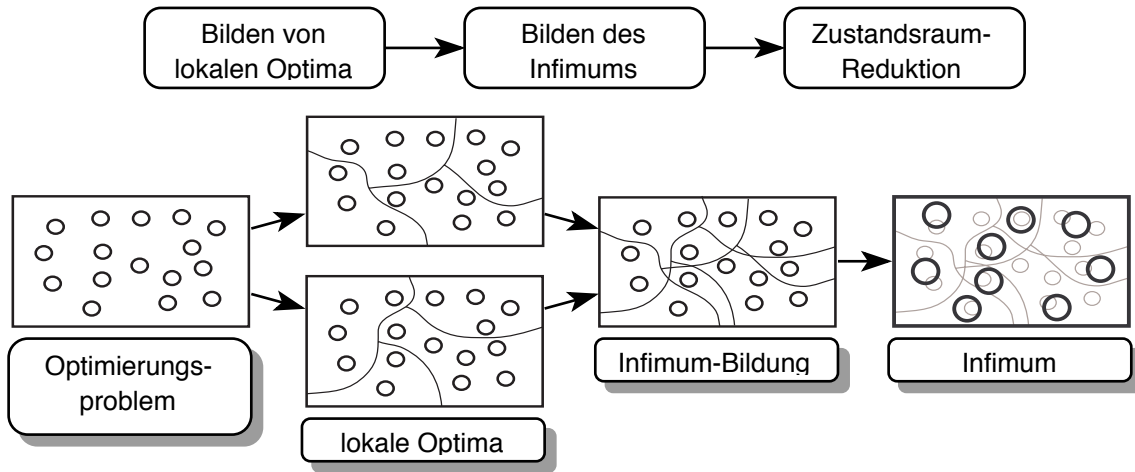 Bilden von
lokalen Optima
Bilden des
Infimums
Zustandsraum-
Reduktion
Optimierungs-
problem
lokale Optima
Infimum-Bildung
Infimum